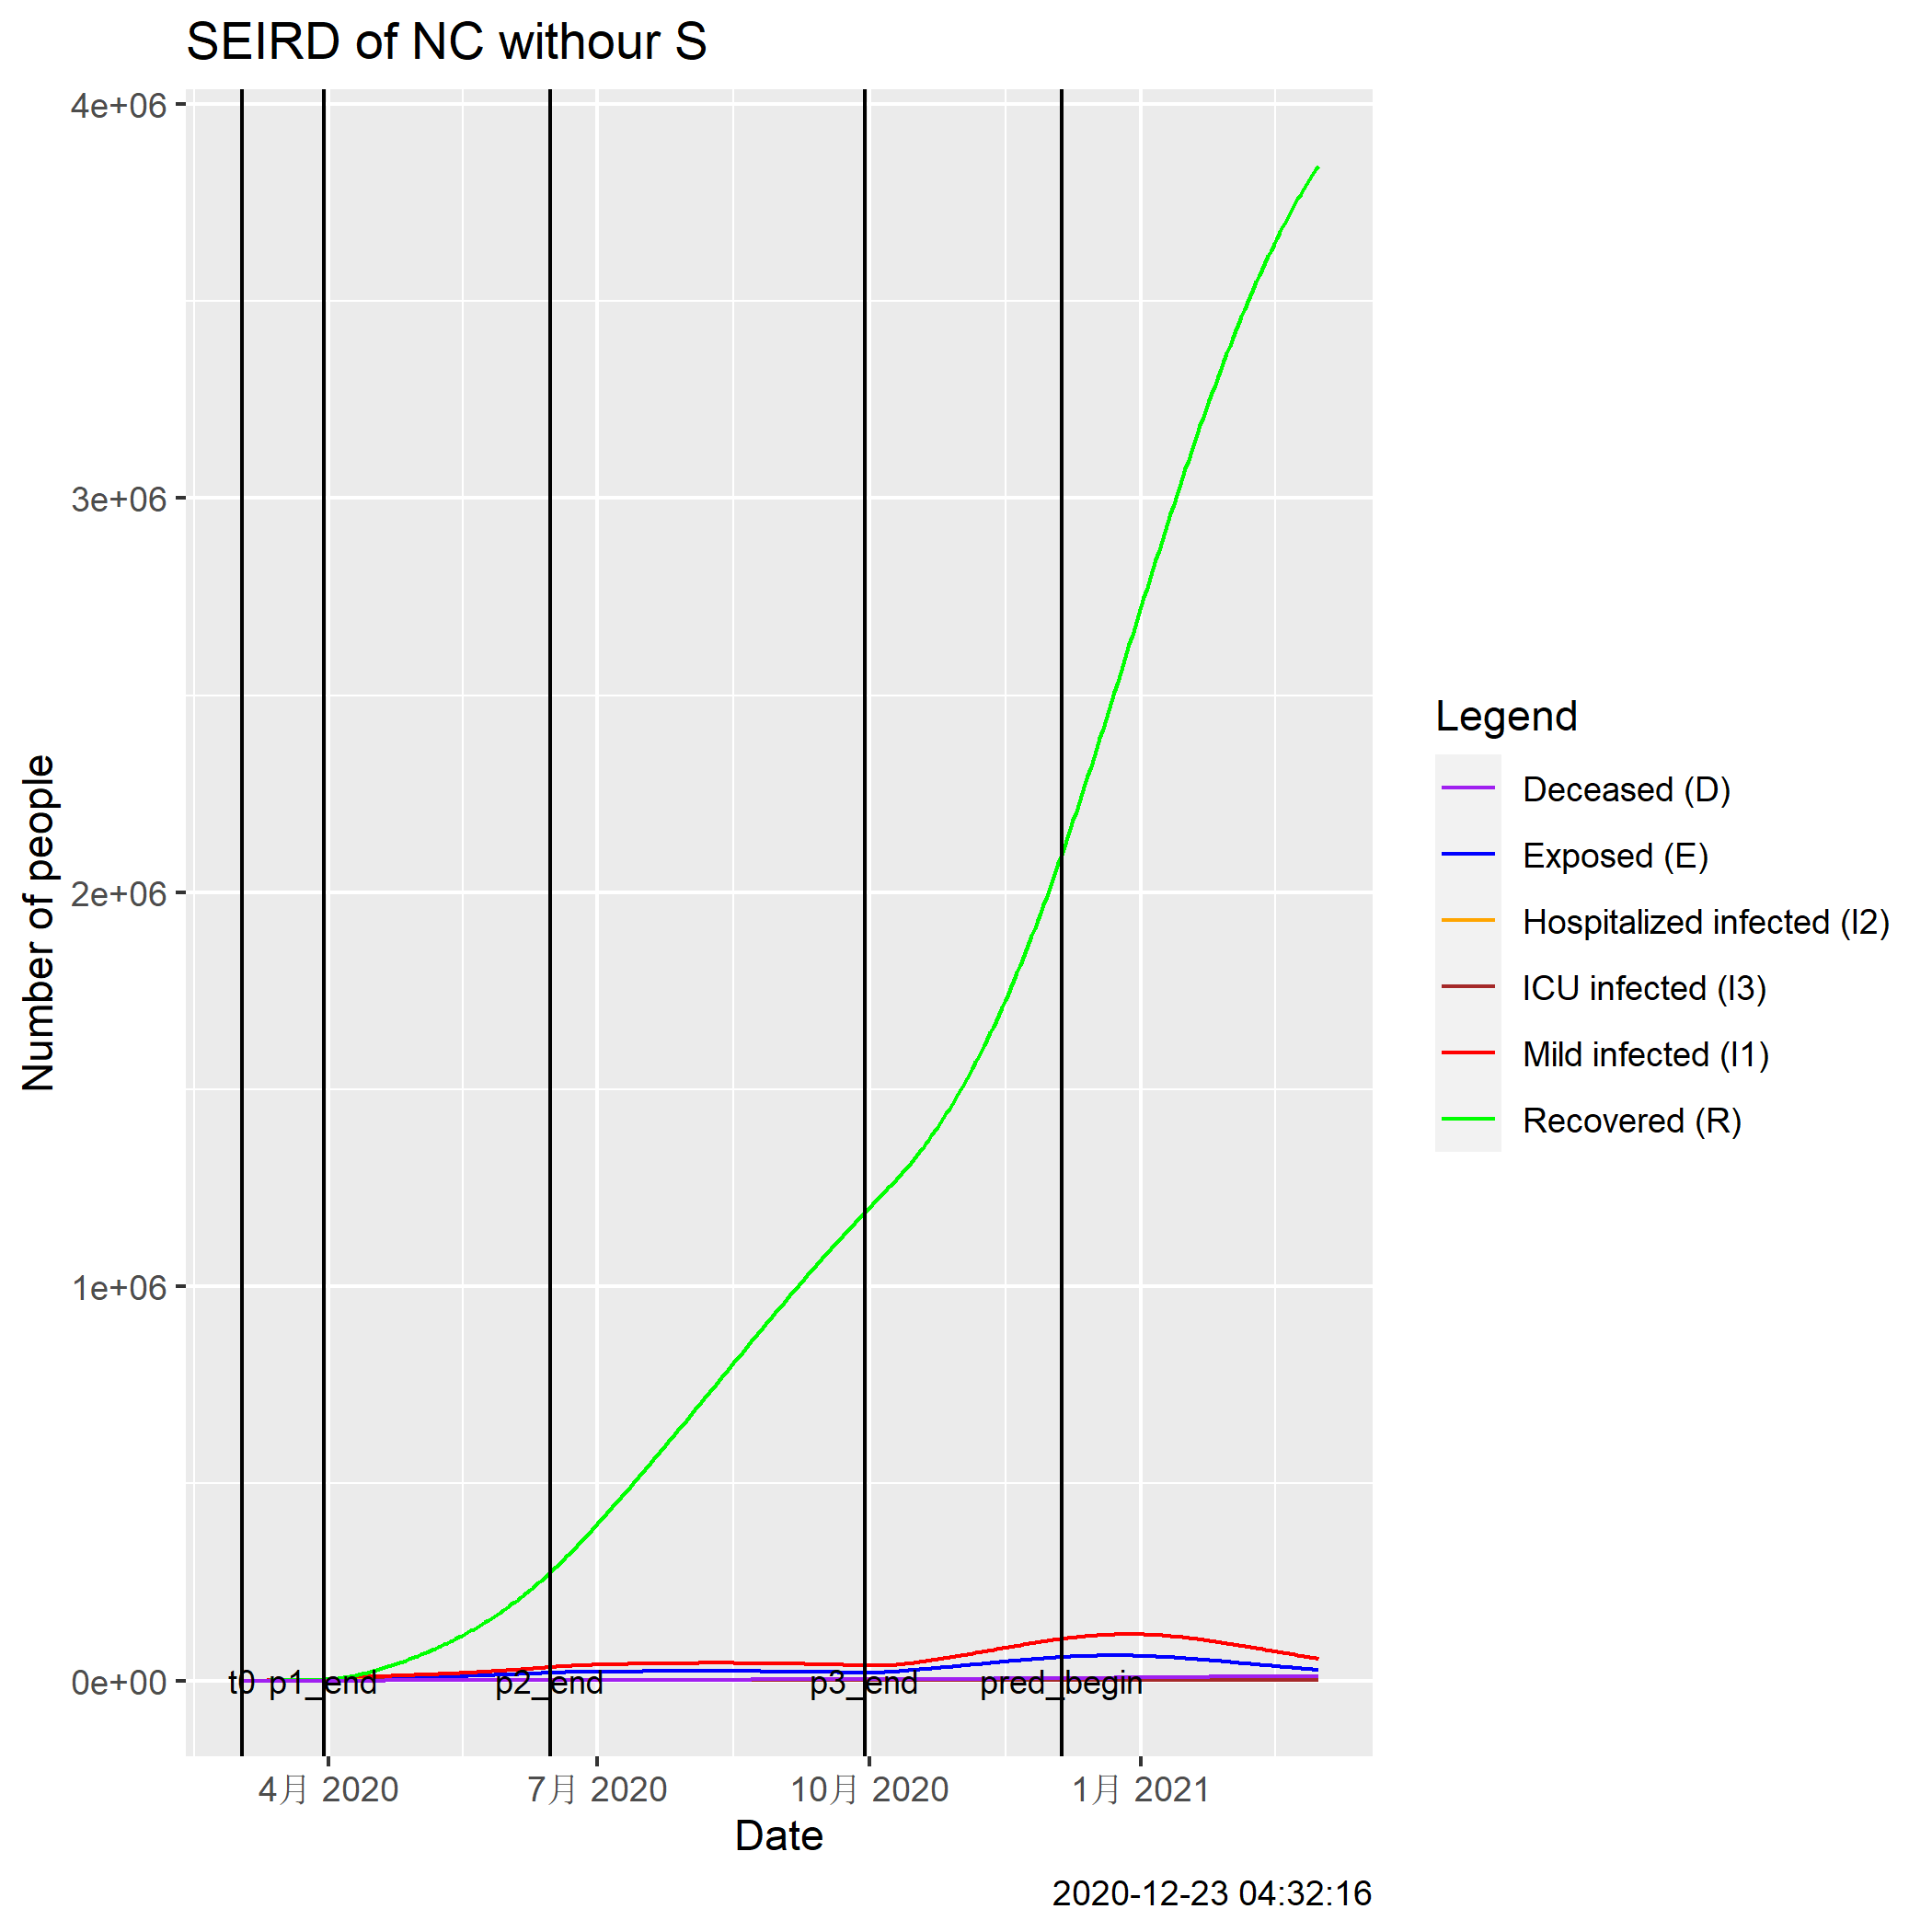 SEIRD of NC withour S
4e+06
3e+06
2e+06
1e+06
0e+00
Number of people
t0 p1_end p2_end p3_end pred_begin
4月 2020 7月 2020 10月 2020 1月 2021
Date
2020-12-23 04:32:16
Legend
Deceased (D)
Exposed (E)
Hospitalized infected (I2)
ICU infected (I3)
Mild infected (I1)
Recovered (R)